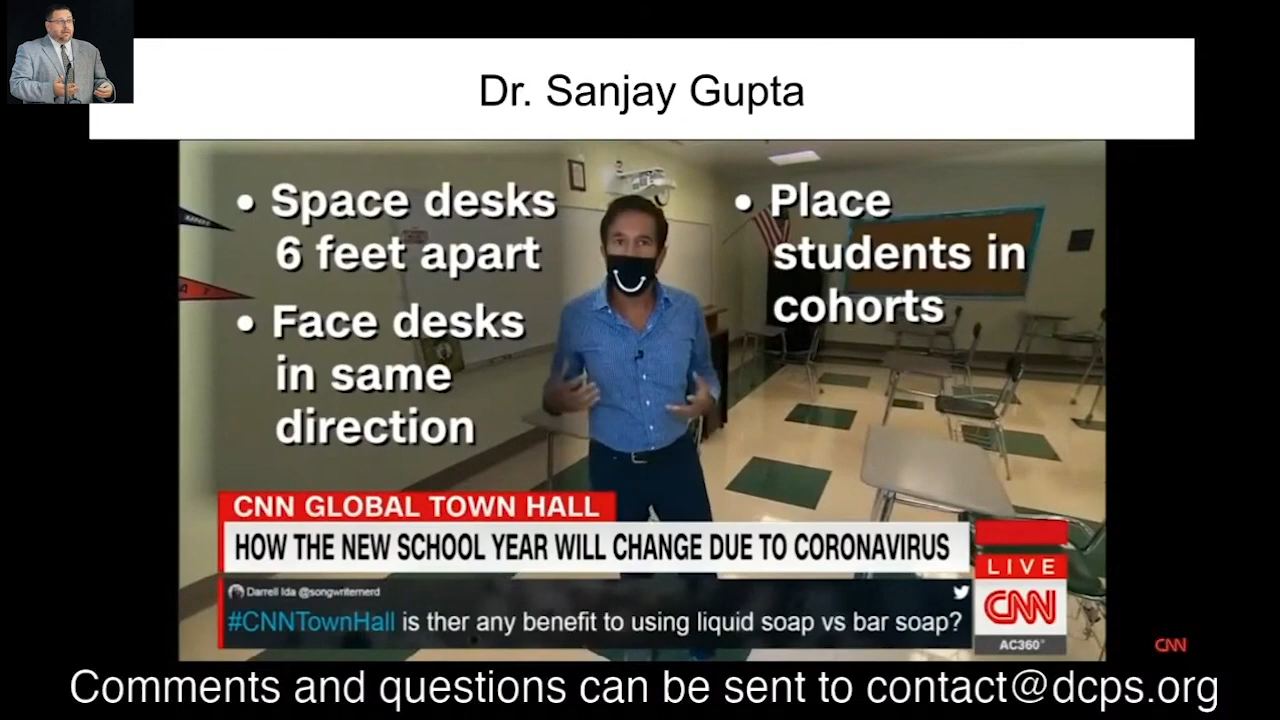 Dr. Sanjay Gupta
• Space desks
6 feet apart
• Face desks
in same
direction
• Place
students in
cohorts
CNN GLOBAL TOWN HALL
HOW THE NEW SCHOOL YEAR WILL CHANGE DUE TO CORONAVIRUS
Darrell Ida @songwriternerd
#CNNTownHall is ther any benefit to using liquid soap vs bar soap?
LIVE
CNN
AC360°
CNN
Comments and questions can be sent to contact@dcps.org